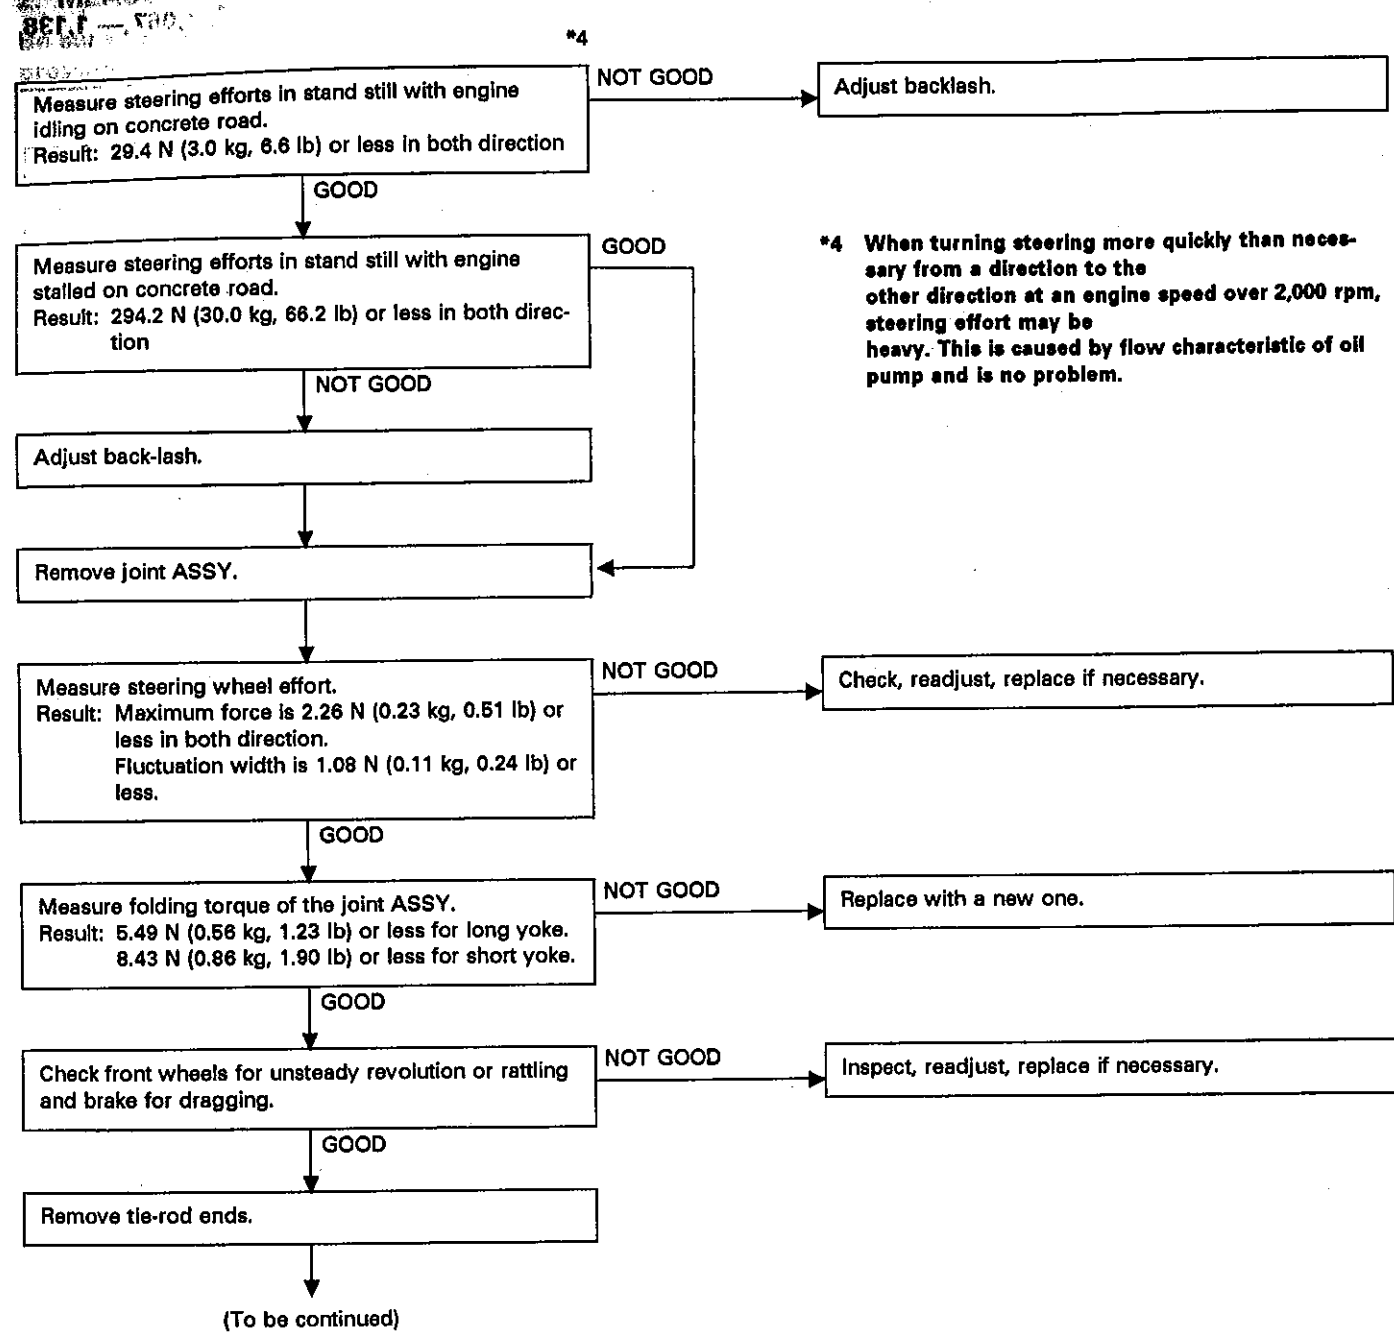 *4
Measure steering efforts in stand still with engine
idling on concrete road.
Result: 29.4 N (3.0 kg, 6.6 lb) or less in both direction
NOT GOOD
Adjust backlash.
GOOD
Measure steering efforts in stand still with engine
stalled on concrete road.
Result: 294.2 N (30.0 kg, 66.2 lb) or less in both direc-
tion
GOOD
*4 When turning steering more quickly than neces-
sary from a direction to the
other direction at an engine speed over 2,000 rpm,
steering effort may be
heavy. This is caused by flow characteristic of oil
pump and is no problem.
NOT GOOD
Adjust back-lash.
Remove joint ASSY.
Measure steering wheel effort.
Result: Maximum force is 2.26 N (0.23 kg, 0.51 lb) or
less in both direction.
Fluctuation width is 1.08 N (0.11 kg, 0.24 lb) or
less.
NOT GOOD
Check, readjust, replace if necessary.
GOOD
Measure folding torque of the joint ASSY.
Result: 5.49 N (0.56 kg, 1.23 lb) or less for long yoke.
8.43 N (0.86 kg, 1.90 lb) or less for short yoke.
NOT GOOD
Replace with a new one.
GOOD
Check front wheels for unsteady revolution or rattling
and brake for dragging.
NOT GOOD
Inspect, readjust, replace if necessary.
GOOD
Remove tie-rod ends.
(To be continued)